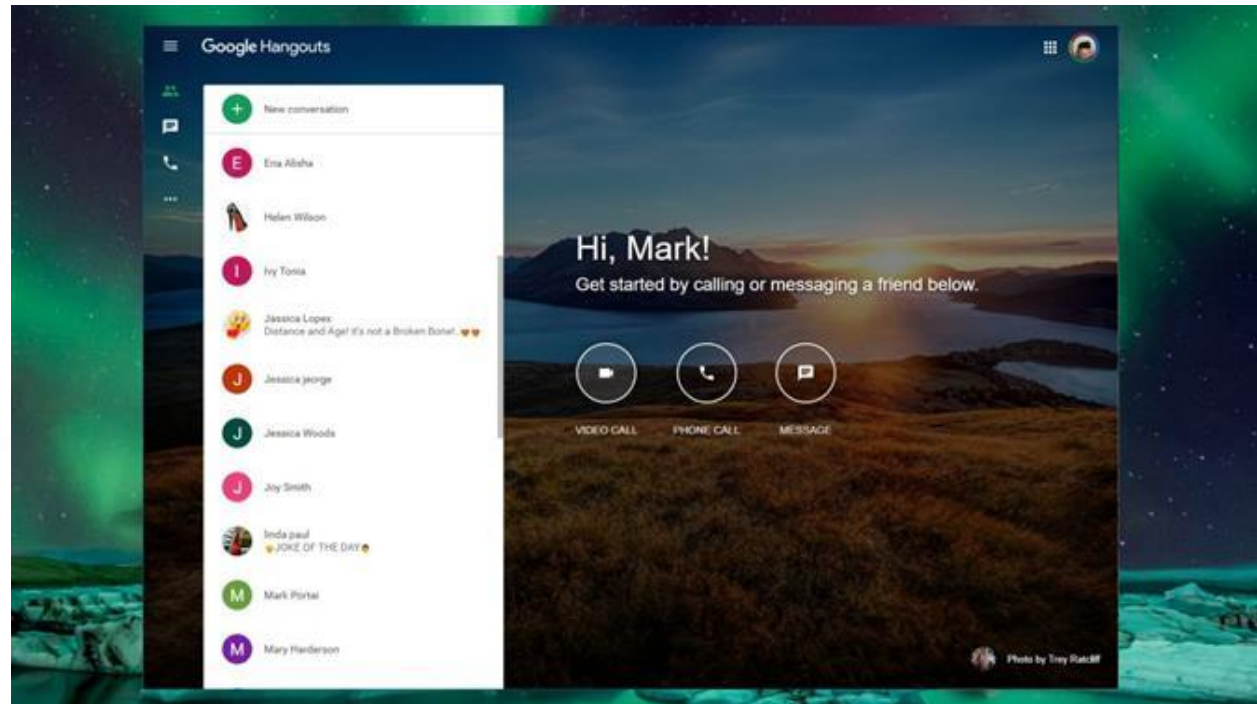 Google Hangouts
New conversation
E
Ena Alisha
Helen Wilson
I
Ivy Tonia
Jassica Lopex
Distance and Age! it's not a Broken Bone!..
J
Jessica jeorge
J
Jessica Woods
J
Joy Smith
linda paul
JOKE OF THE DAY
M
Mark Portai
M
Mary Harderson
Hi, Mark!
Get started by calling or messaging a friend below.
VIDEO CALL
PHONE CALL
MESSAGE
Photo by Trey Ratcliff